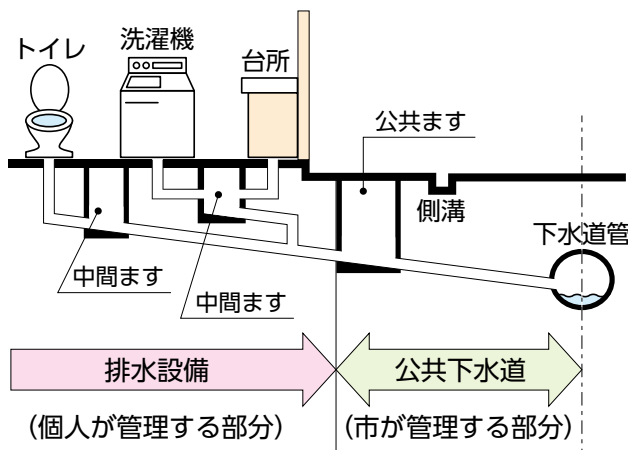 トイレ
洗濯機
台所
公共ます
側溝
下水道管
中間ます
中間ます
排水設備
公共下水道
(個人が管理する部分)
(市が管理する部分)